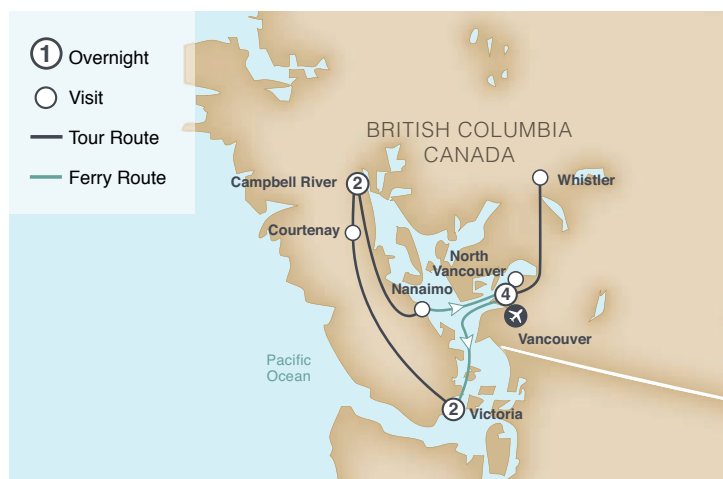 1 Overnight
Visit
Tour Route
Ferry Route
BRITISH COLUMBIA
CANADA
Campbell River 2
Whistler
Courtenay
North
Vancouver
Nanaimo
4
Vancouver
Pacific
Ocean
2 Victoria